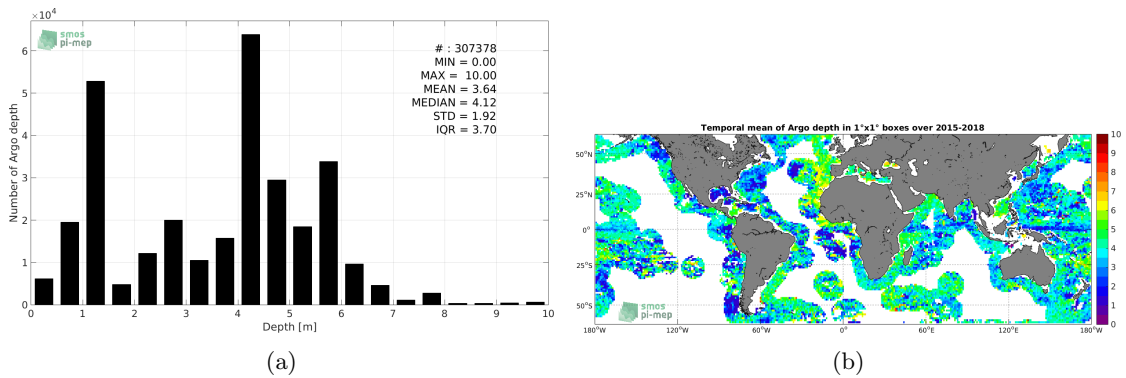 ×10⁴
smos
pi-mep
# : 307378
MIN = 0.00
MAX = 10.00
MEAN = 3.64
MEDIAN = 4.12
STD = 1.92
IQR = 3.70
Number of Argo depth
6
5
4
3
2
1
0
0 1 2 3 4 5 6 7 8 9 10
Depth [m]
(a)
Temporal mean of Argo depth in 1°x1° boxes over 2015-2018
50°N
25°N
0°
25°S
50°S
180°W 120°W 60°W 0° 60°E 120°E 180°W
smos
pi-mep
10
9
8
7
6
5
4
3
2
1
0
(b)